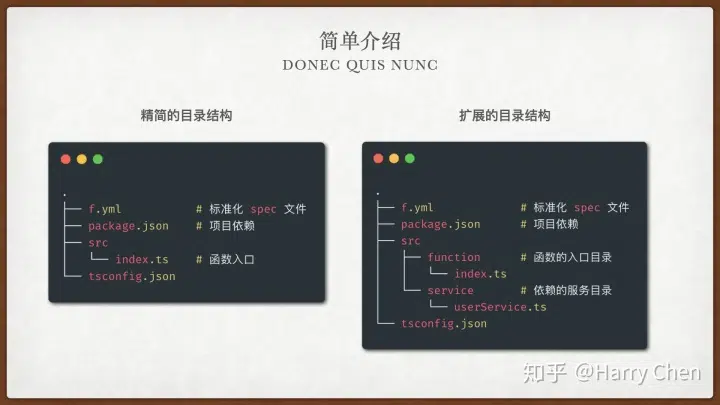 简单介绍
DONEC QUIS NUNC
精简的目录结构
.
├── f.yml # 标准化 spec 文件
├── package.json # 项目依赖
├── src
│   └── index.ts # 函数入口
└── tsconfig.json
扩展的目录结构
.
├── f.yml # 标准化 spec 文件
├── package.json # 项目依赖
├── src
│   ├── function # 函数的入口目录
│   │   └── index.ts
│   └── service # 依赖的服务目录
│       └── userService.ts
└── tsconfig.json
知乎 @Harry Chen